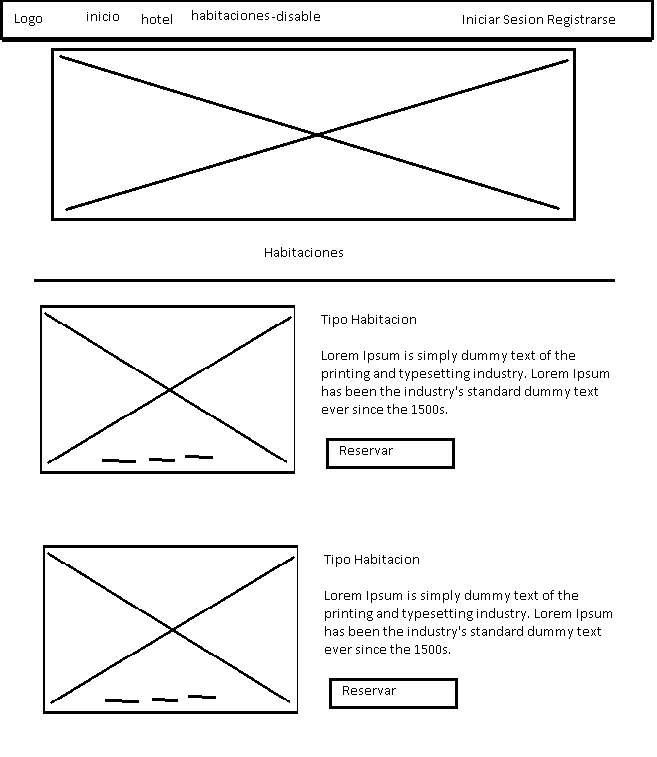 Logo inicio hotel habitaciones-disable Iniciar Sesion Registrarse
Habitaciones
Tipo Habitacion
Lorem Ipsum is simply dummy text of the
printing and typesetting industry. Lorem Ipsum
has been the industry's standard dummy text
ever since the 1500s.
Reservar
Tipo Habitacion
Lorem Ipsum is simply dummy text of the
printing and typesetting industry. Lorem Ipsum
has been the industry's standard dummy text
ever since the 1500s.
Reservar